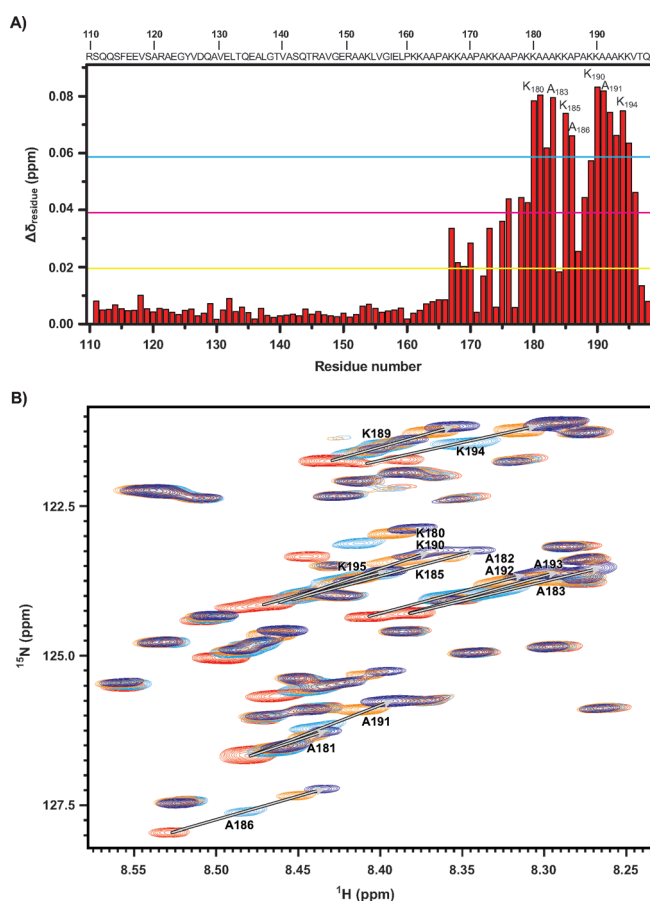 A)
110 120 130 140 150 160 170 180 190
RSQQSFEEVSARAEGYVDQAVELTQEALGTVASQTRAVGERAAKLVGIELPKKAAPAKKAAPAKKAAPAKKAAAKKAPAKKAAAKKVTQ
K190
K180 A183 A191
K185 K194
A186
0.08
0.06
0.04
0.02
0.00
Δδresidue (ppm)
110 120 130 140 150 160 170 180 190
Residue number
B)
K189
K194
122.5
K180
K190
K195 K185
A182 A193
A192 A183
125.0
A191
A181
127.5
A186
15N (ppm)
8.55 8.50 8.45 8.40 8.35 8.30 8.25
1H (ppm)